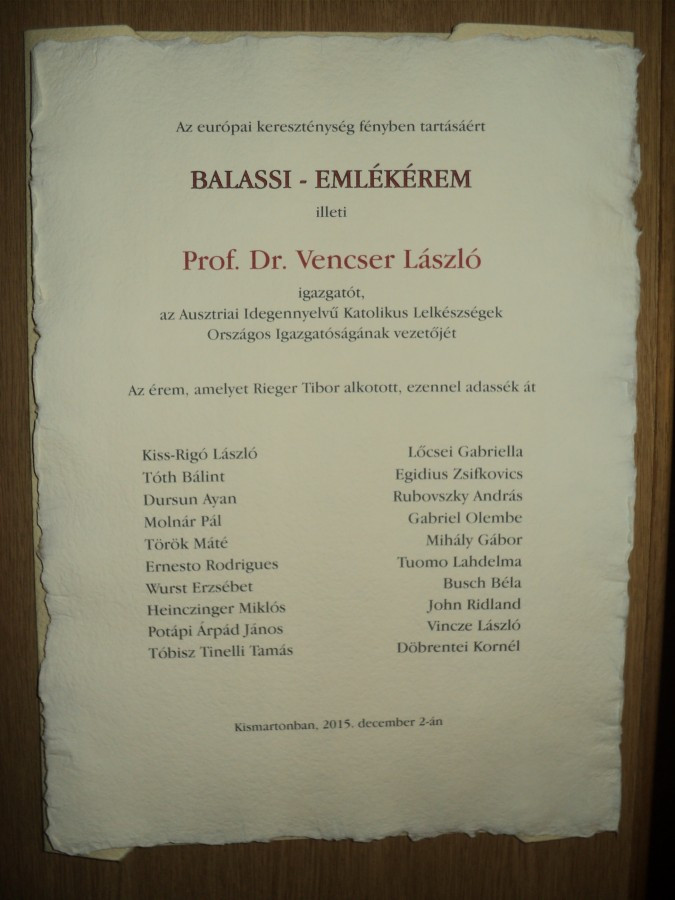 Az európai kereszténység fényben tartásáért
BALASSI - EMLÉKÉREM
illeti
Prof. Dr. Vencser László
igazgatót,
az Ausztriai Idegennyelvű Katolikus Lelkészségek
Országos Igazgatóságának vezetőjét
Az érem, amelyet Rieger Tibor alkotott, ezennel adassék át
Kiss-Rigó László
Tóth Bálint
Dursun Ayan
Molnár Pál
Török Máté
Ernesto Rodrigues
Wurst Erzsébet
Heinczinger Miklós
Potápi Árpád János
Tóbisz Tinelli Tamás
Lőcsei Gabriella
Egidius Zsifkovics
Rubovszky András
Gabriel Olembe
Mihály Gábor
Tuomo Lahdelma
Busch Béla
John Ridland
Vincze László
Döbrentei Kornél
Kismartonban, 2015. december 2-án